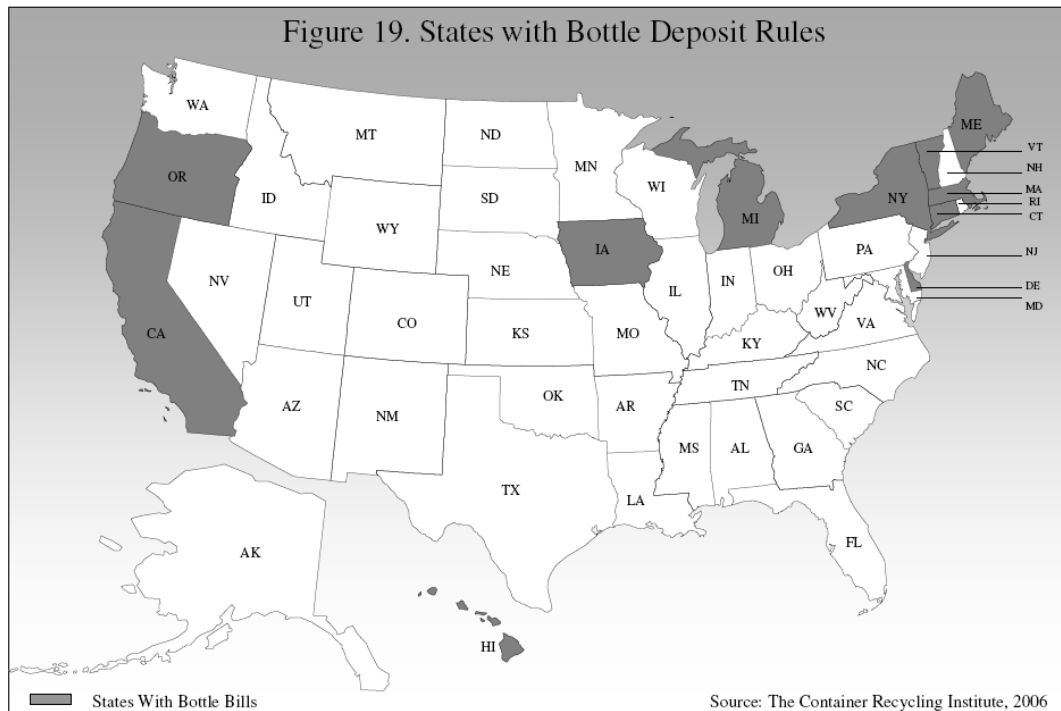 Figure 19. States with Bottle Deposit Rules
WA
MT
ND
MN
ME
VT
NH
MA
RI
CT
OR
ID
SD
WI
MI
NY
WY
IA
PA
NJ
NE
NV
UT
CO
IL
IN
OH
DE
MD
CA
KS
MO
WV
VA
KY
NC
TN
AZ
NM
OK
AR
SC
MS
AL
GA
TX
LA
FL
AK
HI
States With Bottle Bills
Source: The Container Recycling Institute, 2006